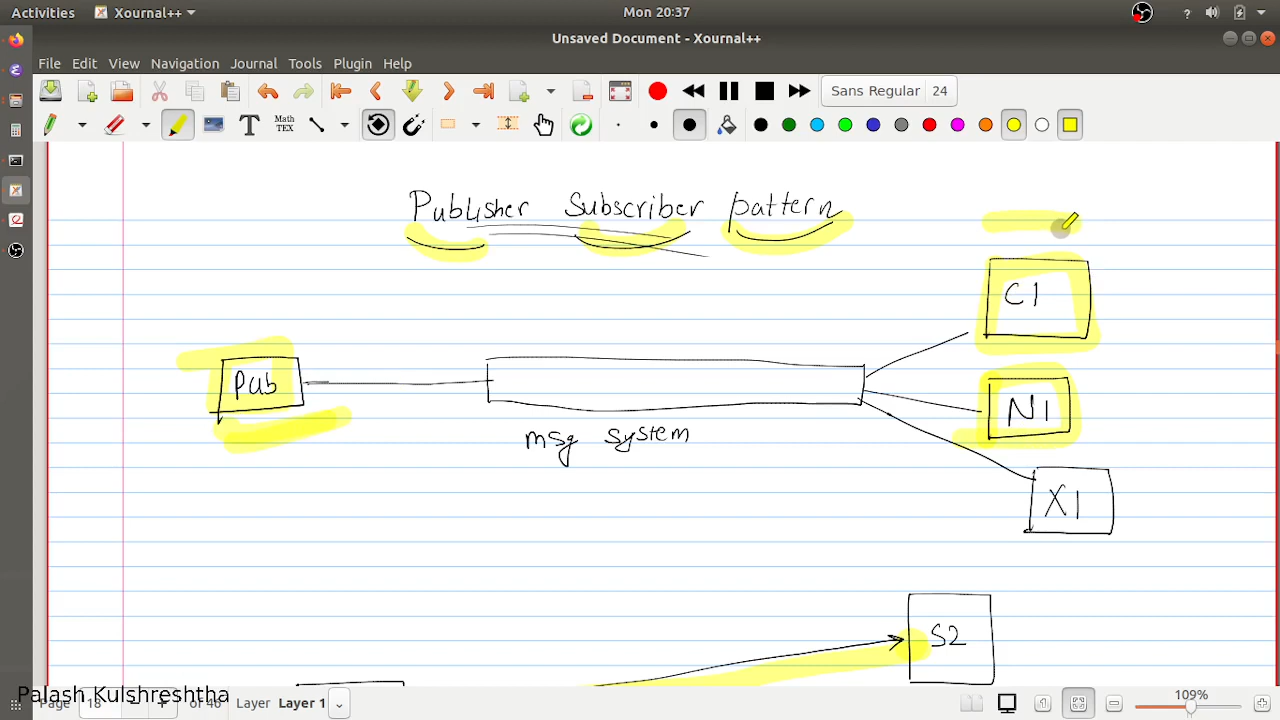 Activities Xournal++ Mon 20:37
Unsaved Document - Xournal++
File Edit View Navigation Journal Tools Plugin Help
Sans Regular 24
Math TEX
Publisher Subscriber pattern
C1
Pub
N1
msg system
X1
S2
Palash Kulshreshtha
Page 18 of 46 Layer Layer 1 109%